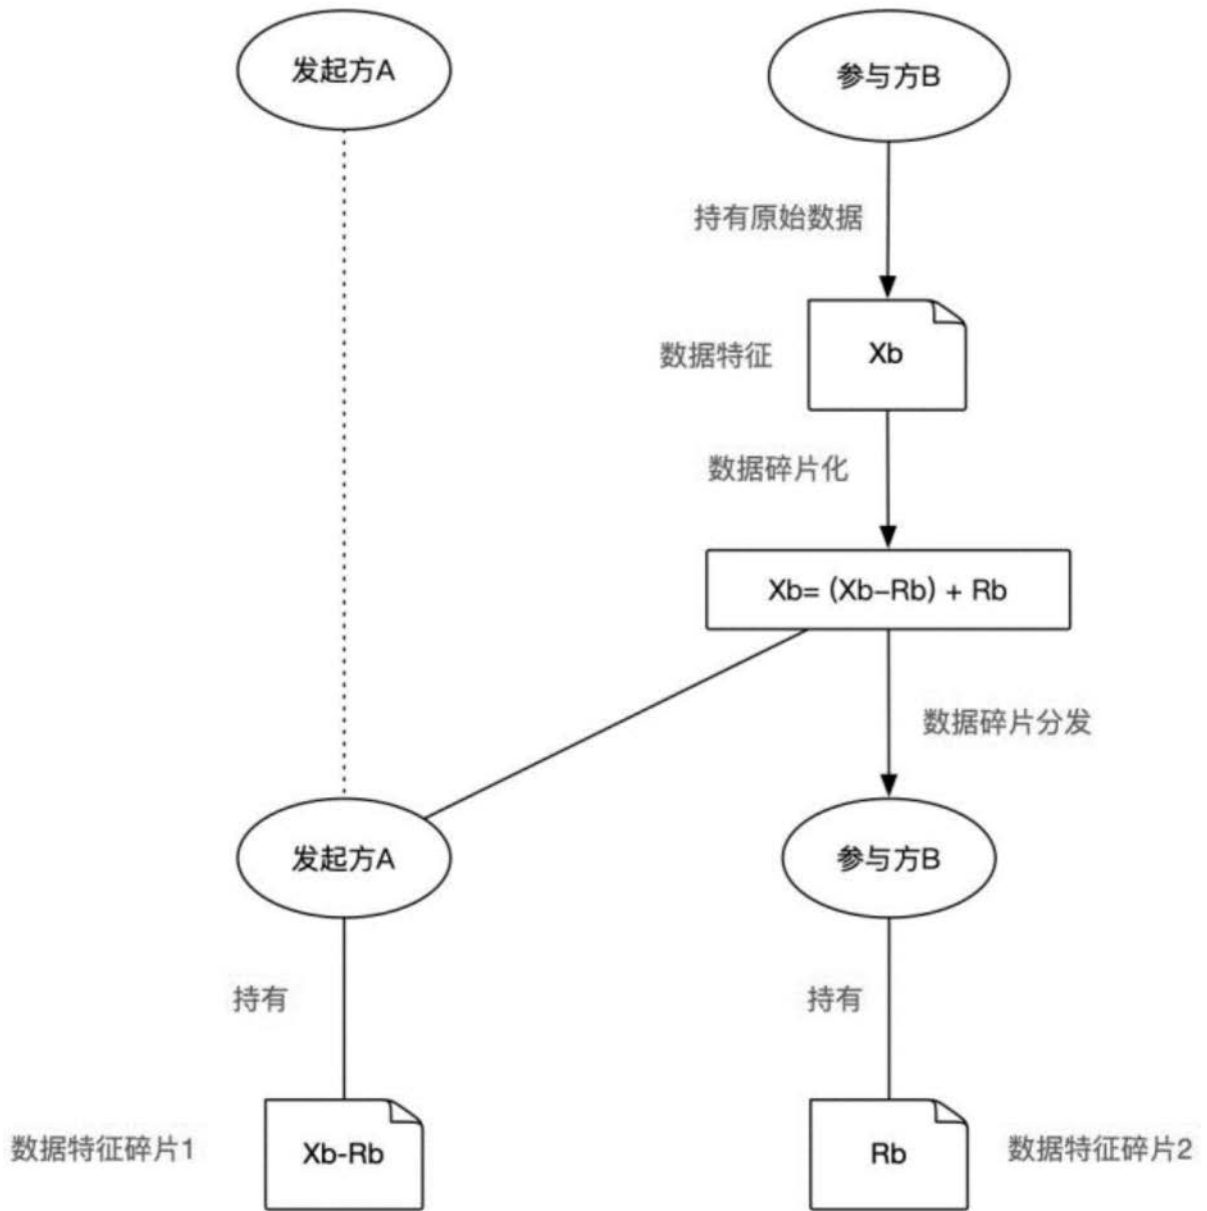 发起方A
参与方B
持有原始数据
数据特征
Xb
数据碎片化
Xb= (Xb-Rb) + Rb
数据碎片分发
发起方A
参与方B
持有
持有
数据特征碎片1
Xb-Rb
Rb
数据特征碎片2